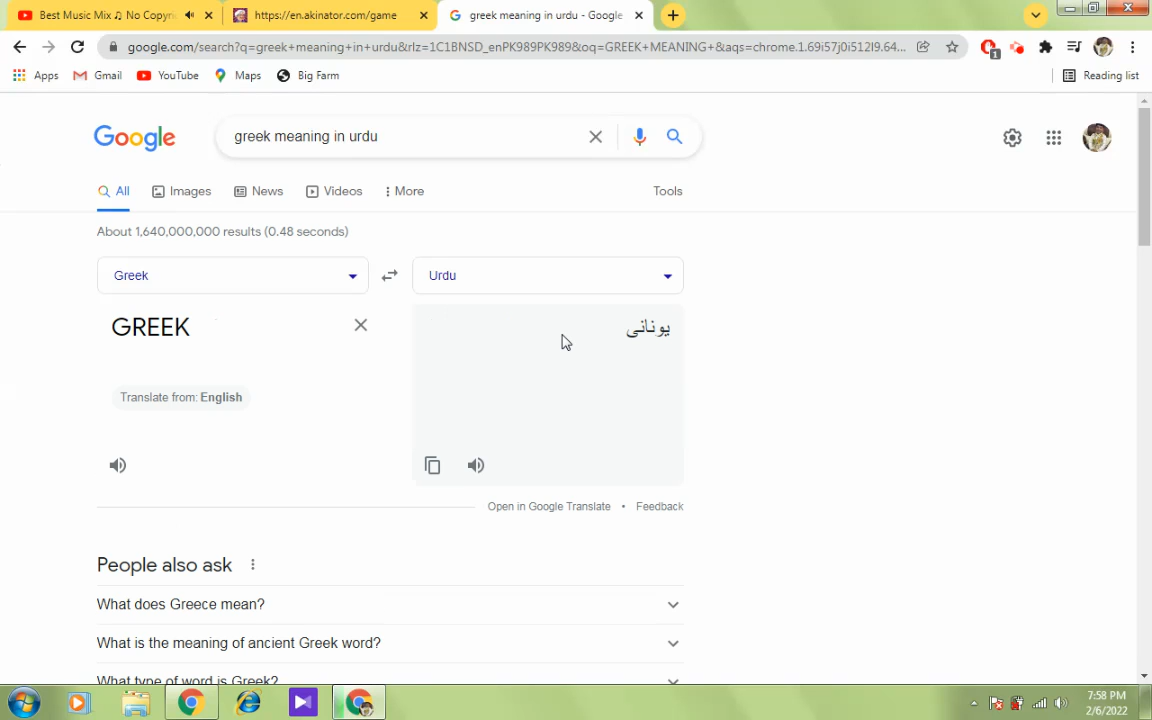 Best Music Mix ♫ No Copyri
https://en.akinator.com/game
greek meaning in urdu - Google
google.com/search?q=greek+meaning+in+urdu&rlz=1C1BNSD_enPK989PK989&oq=GREEK+MEANING+&aqs=chrome.1.69i57j0i512l9.64...
1
Apps Gmail YouTube Maps Big Farm Reading list
Google greek meaning in urdu
All Images News Videos More Tools
About 1,640,000,000 results (0.48 seconds)
Greek Urdu
GREEK یونانی
Translate from: English
Open in Google Translate • Feedback
People also ask
What does Greece mean?
What is the meaning of ancient Greek word?
What type of word is Greek?
7:58 PM
2/6/2022